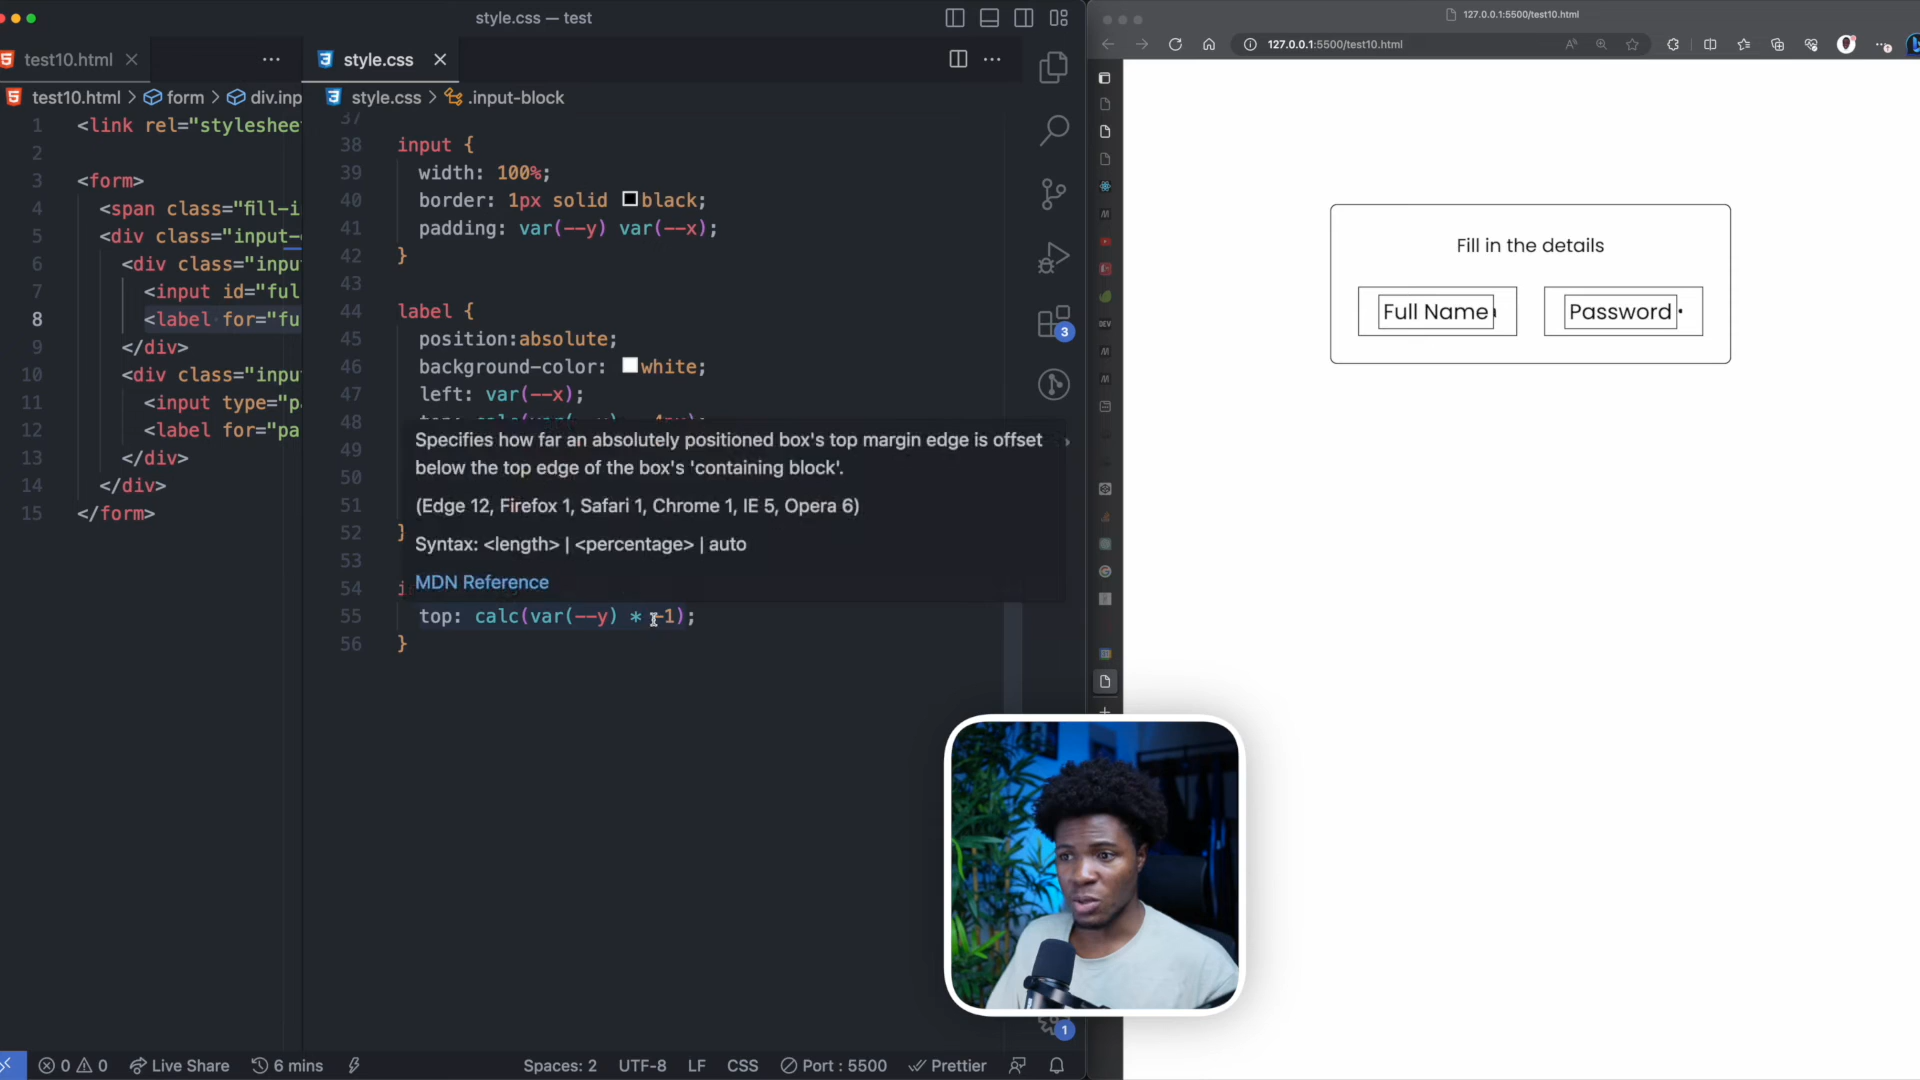 style.css — test
test10.html
style.css
test10.html > form > div.inp
style.css > .input-block
1 <link rel="styleshee
2
3 <form>
4 <span class="fill-i
5 <div class="input-
6 <div class="inpu
7 <input id="ful
8 <label for="fu
9 </div>
10 <div class="inpu
11 <input type="pa
12 <label for="pa
13 </div>
14 </div>
15 </form>
37
38 input {
39 width: 100%;
40 border: 1px solid black;
41 padding: var(--y) var(--x);
42 }
43
44 label {
45 position:absolute;
46 background-color: white;
47 left: var(--x);
48
49
50
51
52 }
53
54
Specifies how far an absolutely positioned box's top margin edge is offset
below the top edge of the box's 'containing block'.
(Edge 12, Firefox 1, Safari 1, Chrome 1, IE 5, Opera 6)
Syntax: <length> | <percentage> | auto
MDN Reference
55 top: calc(var(--y) * -1);
56 }
3
1
0 0 Live Share 6 mins
Spaces: 2 UTF-8 LF CSS Port : 5500 Prettier
127.0.0.1:5500/test10.html
127.0.0.1:5500/test10.html
DEV
Fill in the details
Full Name
Password